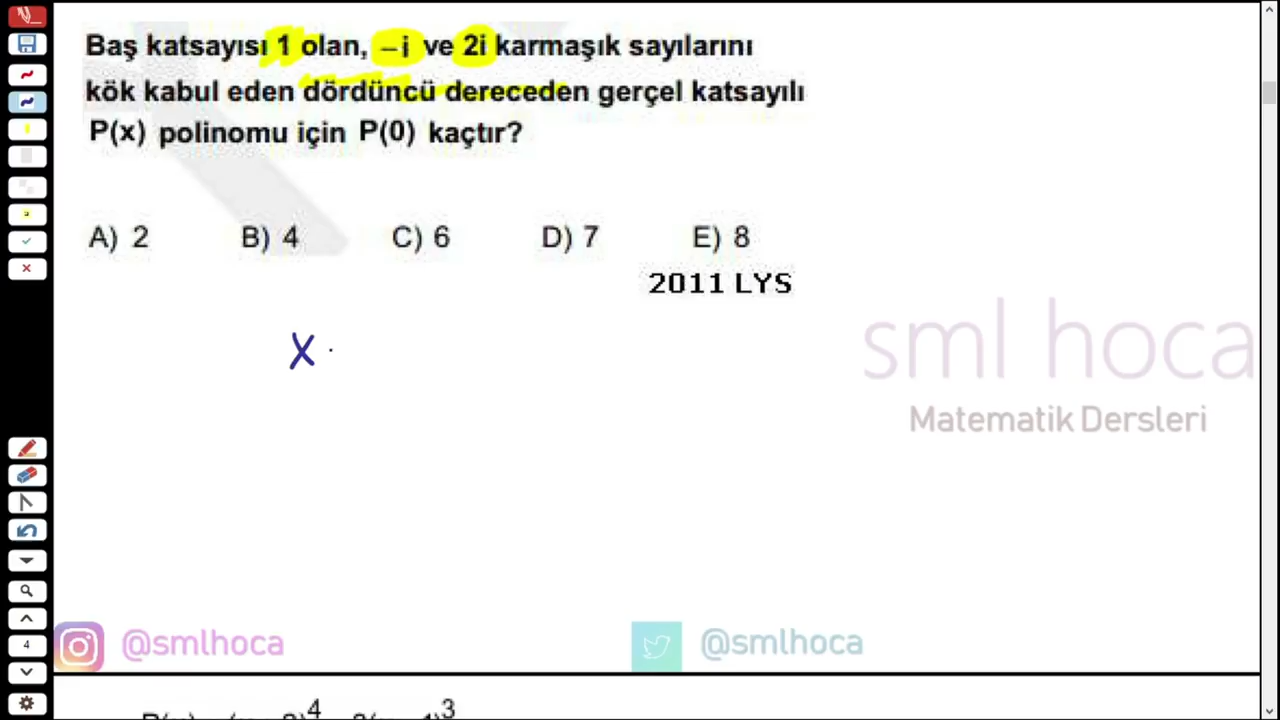 Baş katsayısı 1 olan, –i ve 2i karmaşık sayılarını
kök kabul eden dördüncü dereceden gerçel katsayılı
P(x) polinomu için P(0) kaçtır?
A) 2 B) 4 C) 6 D) 7 E) 8
2011 LYS
X
sml hoca
Matematik Dersleri
@smlhoca @smlhoca
4